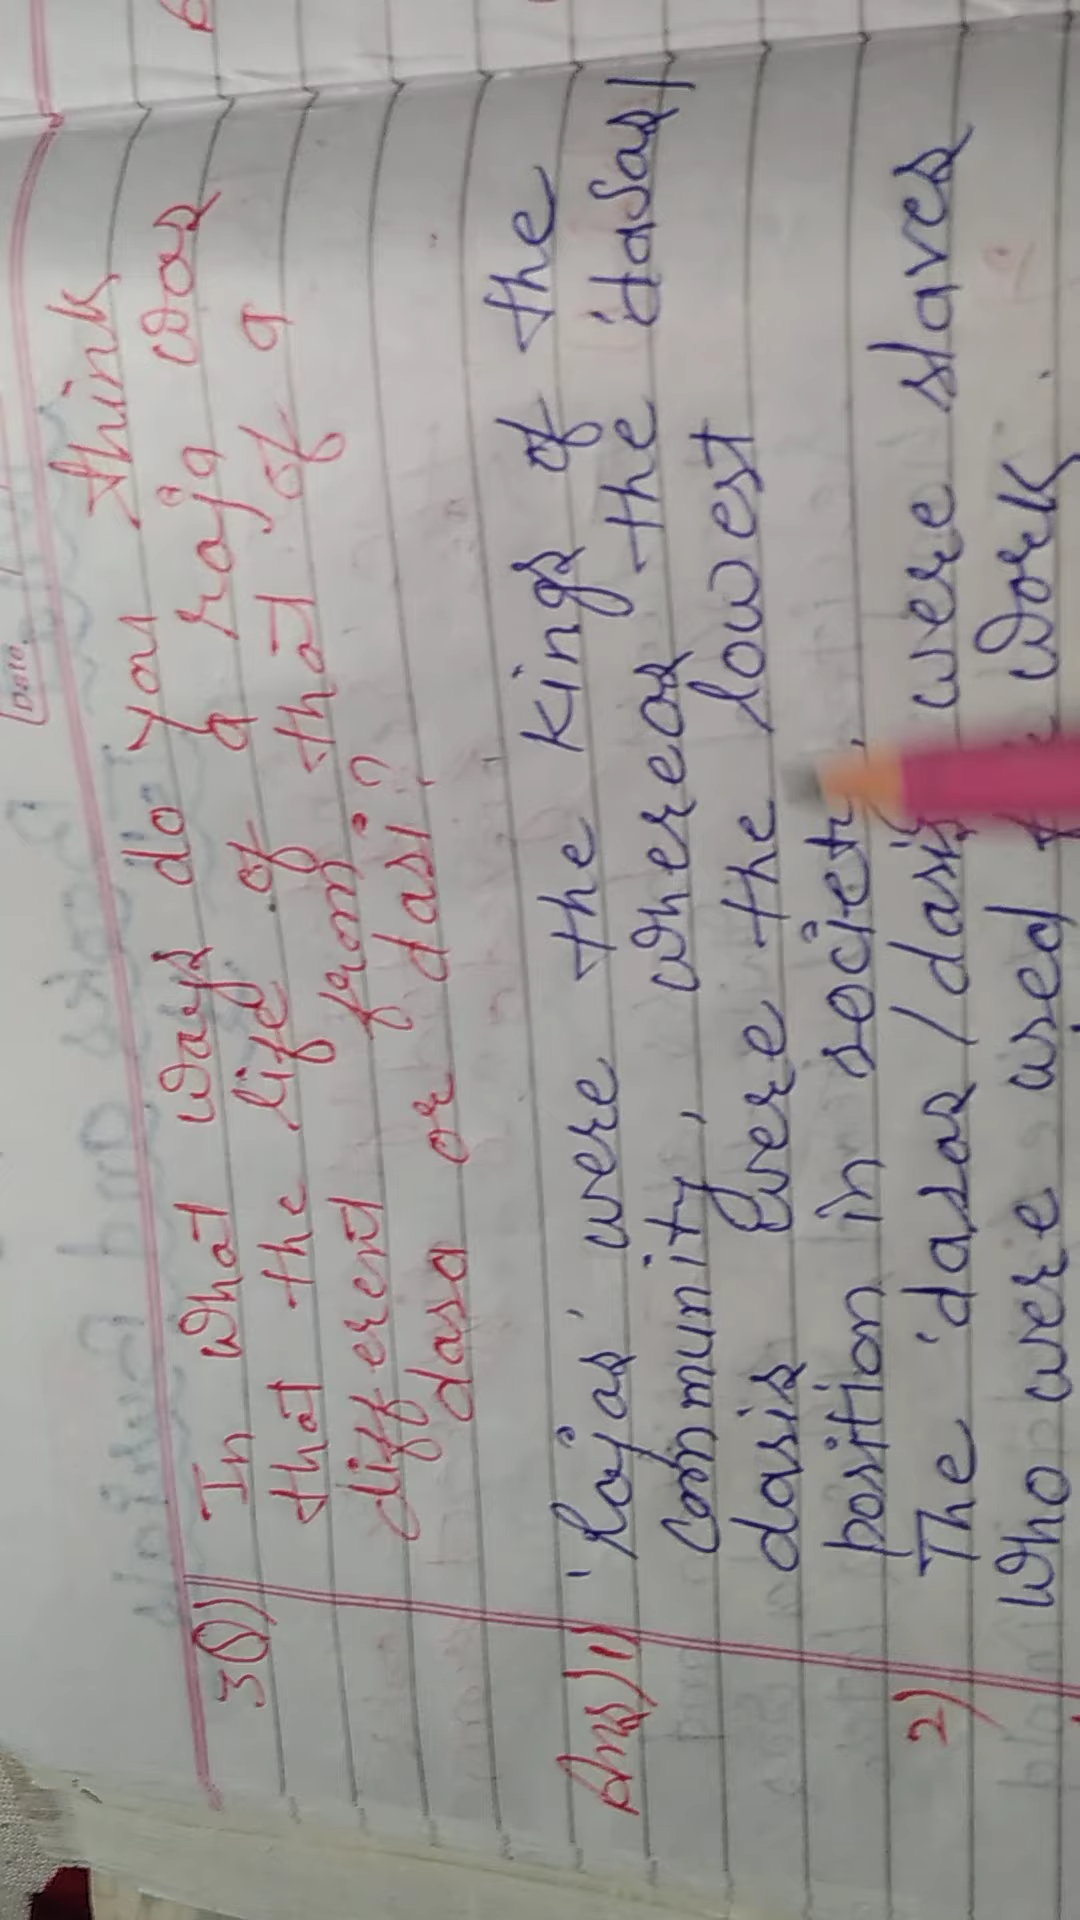 Date
3Q) In what ways do you think
that the life of a raja was
different from that of a
dasa or dasi?
Ans)1) 'Rajas' were the kings of the
community, whereas the 'dasas/
dasis were the lowest
position in society.
2) The 'dasas/dasis were slaves
who were used work.